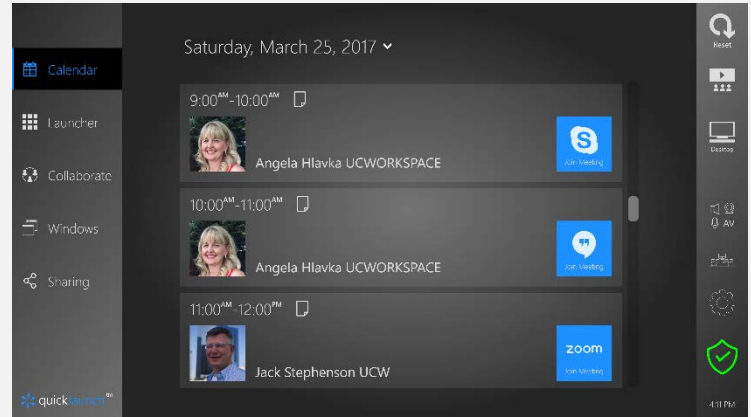 Saturday, March 25, 2017
Calendar
Launcher
Collaborate
Windows
Sharing
9:00AM-10:00AM
Angela Hlavka UCWORKSPACE
Join Meeting
10:00AM-11:00AM
Angela Hlavka UCWORKSPACE
Join Meeting
11:00AM-12:00PM
Jack Stephenson UCW
zoom
Join Meeting
Reset
Desktop
AV
4:11 PM
quicklaunch